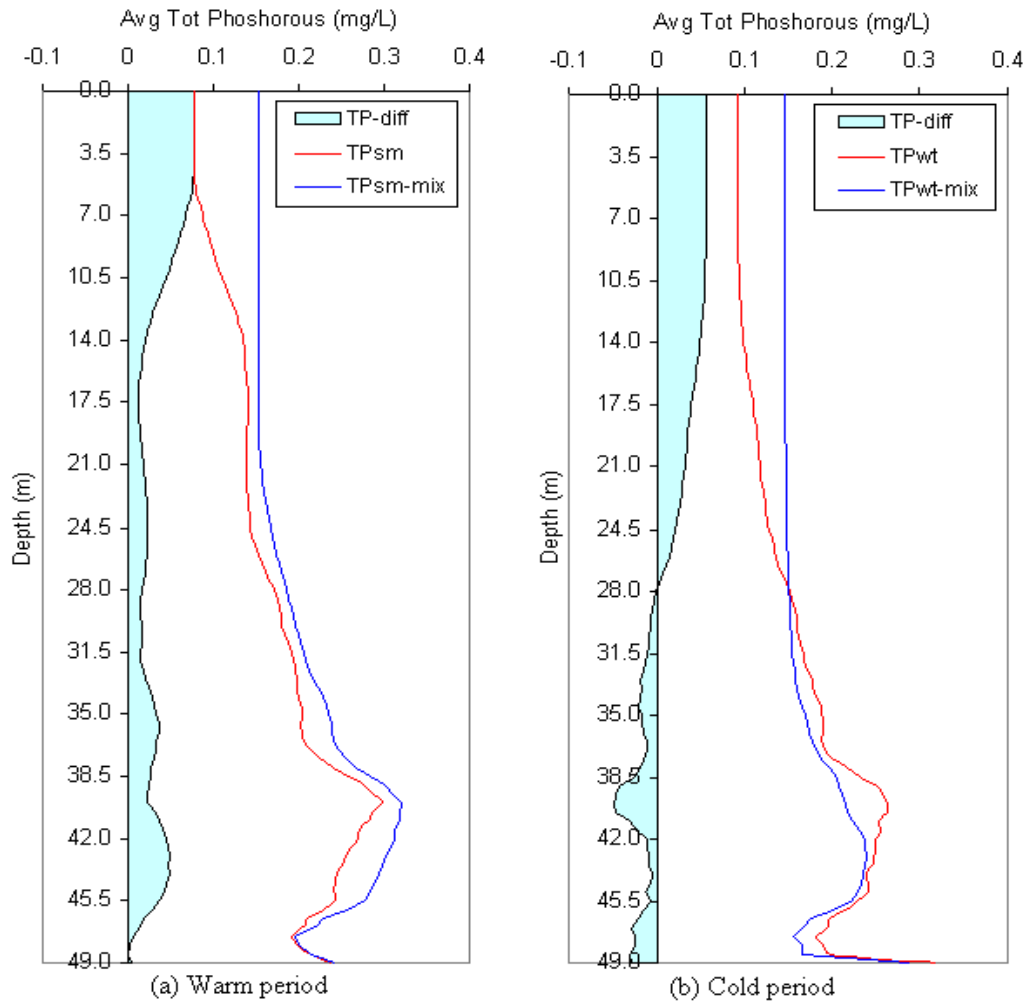 Avg Tot Phoshorous (mg/L)
-0.1 0 0.1 0.2 0.3 0.4
0.0
3.5
7.0
10.5
14.0
17.5
21.0
24.5
28.0
31.5
35.0
38.5
42.0
45.5
49.0
Depth (m)
TP-diff
TPsm
TPsm-mix
(a) Warm period
Avg Tot Phoshorous (mg/L)
-0.1 0 0.1 0.2 0.3 0.4
0.0
3.5
7.0
10.5
14.0
17.5
21.0
24.5
28.0
31.5
35.0
38.5
42.0
45.5
49.0
Depth (m)
TP-diff
TPwt
TPwt-mix
(b) Cold period